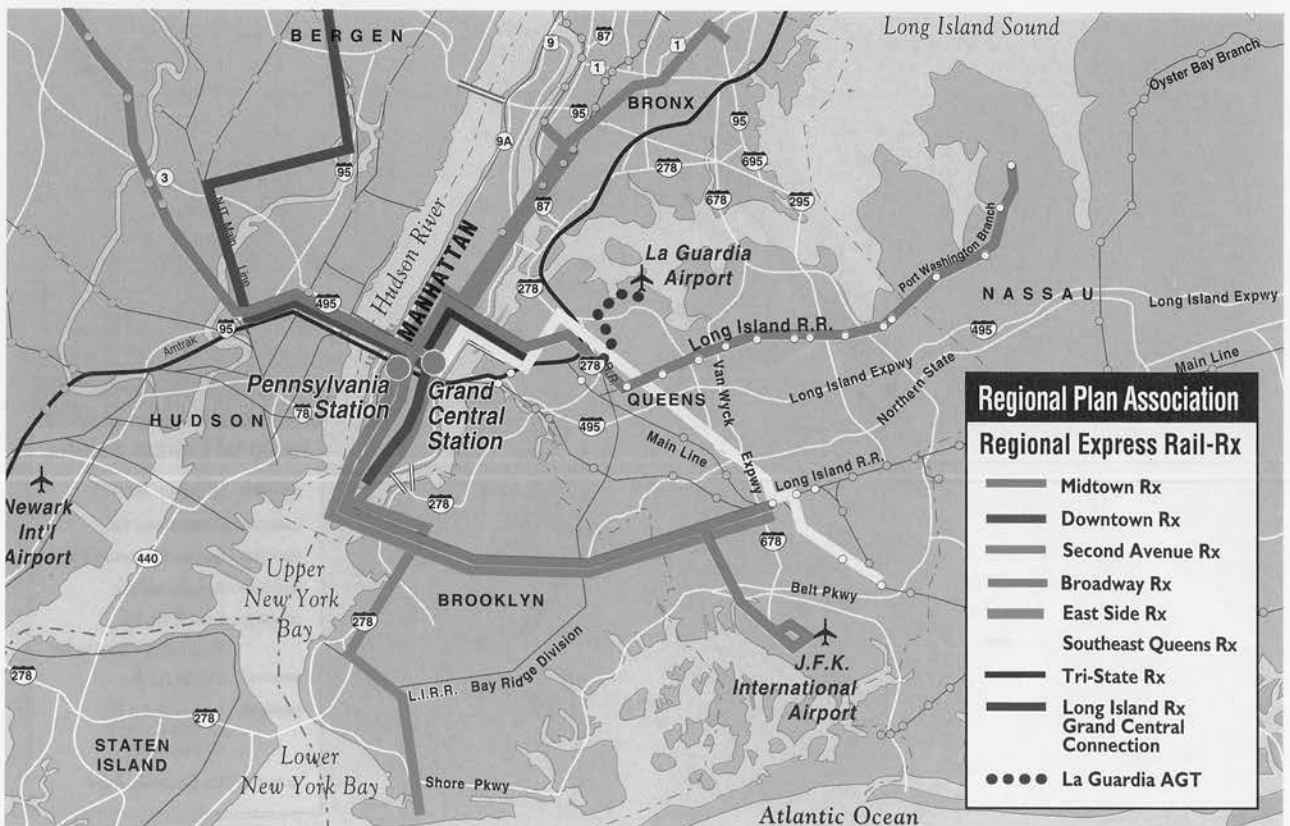 BERGEN
9
87
1
1
Long Island Sound
Oyster Bay Branch
95
BRONX
9A
95
3
95
278
695
N.J.T. Main Line
Hudson River
87
678
295
MANHATTAN
La Guardia
Airport
Port Washington Branch
278
NASSAU
Long Island Expwy
495
495
95
Amtrak
Long Island R.R.
Main Line
Pennsylvania
Station
Grand
Central
Station
278
R.R.
QUEENS
Van Wyck
Expwy
Long Island Expwy
Northern State
HUDSON
78
495
Main Line
Long Island R.R.
278
678
Newark
Int'l
Airport
440
Upper
New York
Bay
BROOKLYN
Belt Pkwy
278
J.F.K.
International
Airport
L.I.R.R. Bay Ridge Division
278
278
STATEN
ISLAND
Lower
New York Bay
Shore Pkwy
Atlantic Ocean
Regional Plan Association
Regional Express Rail-Rx
Midtown Rx
Downtown Rx
Second Avenue Rx
Broadway Rx
East Side Rx
Southeast Queens Rx
Tri-State Rx
Long Island Rx
Grand Central
Connection
La Guardia AGT